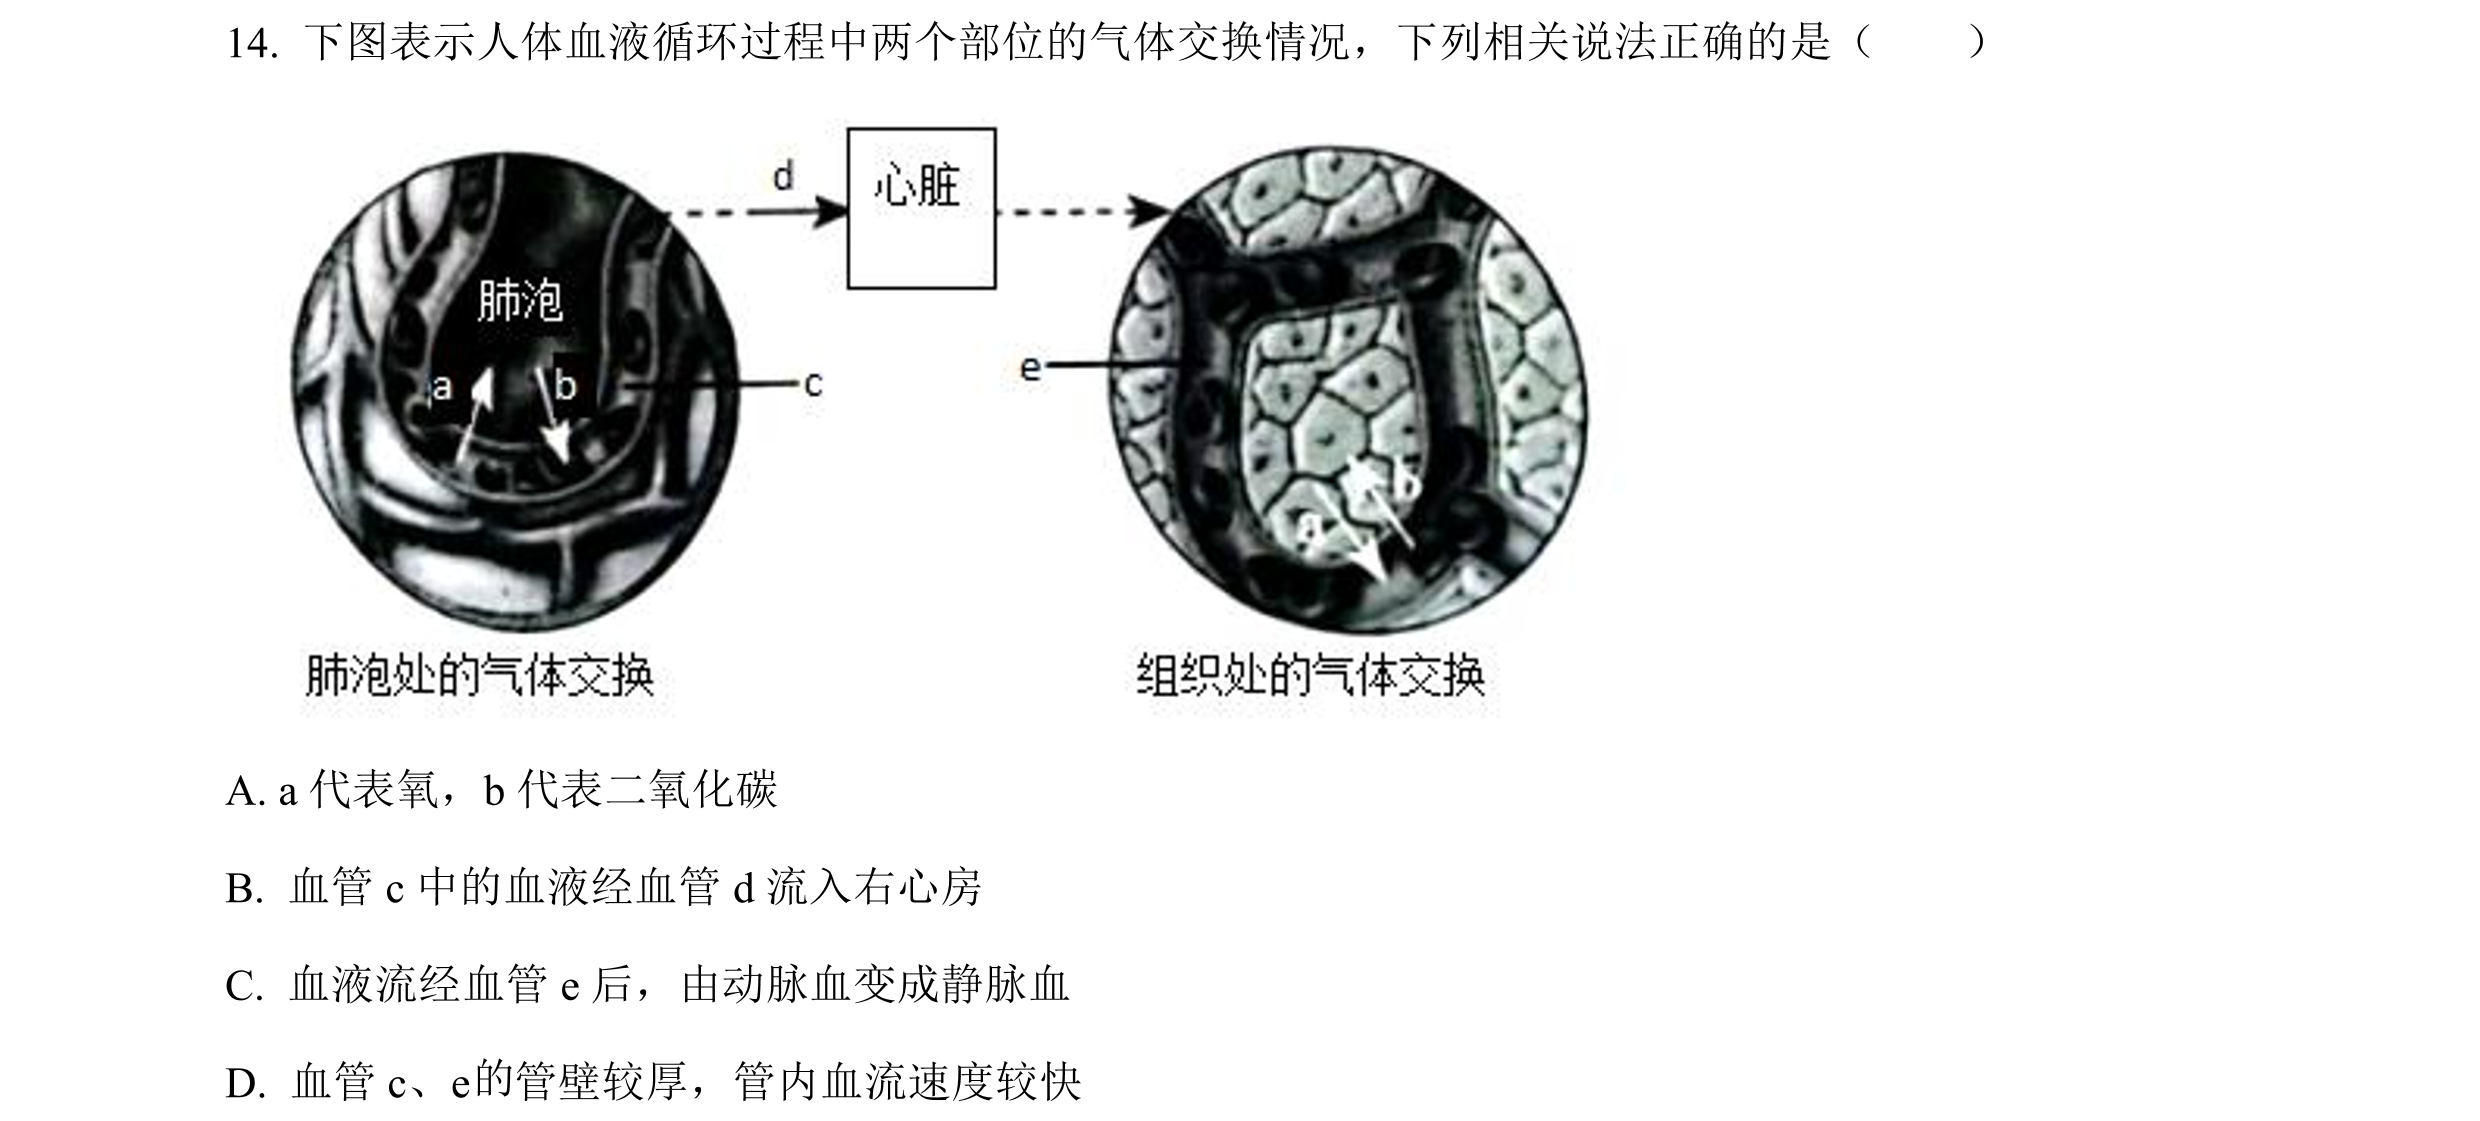 14. 下图表示人体血液循环过程中两个部位的气体交换情况，下列相关说法正确的是（　　）
d
心脏
肺泡
a
b
c
e
b
a
肺泡处的气体交换
组织处的气体交换
A. a 代表氧，b 代表二氧化碳
B. 血管 c 中的血液经血管 d 流入右心房
C. 血液流经血管 e 后，由动脉血变成静脉血
D. 血管 c、e的管壁较厚，管内血流速度较快